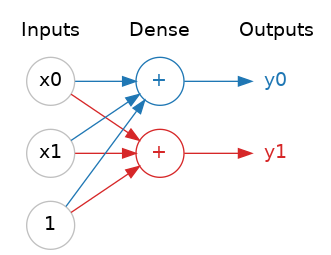 Inputs Dense Outputs
x0 + y0
x1 + y1
1